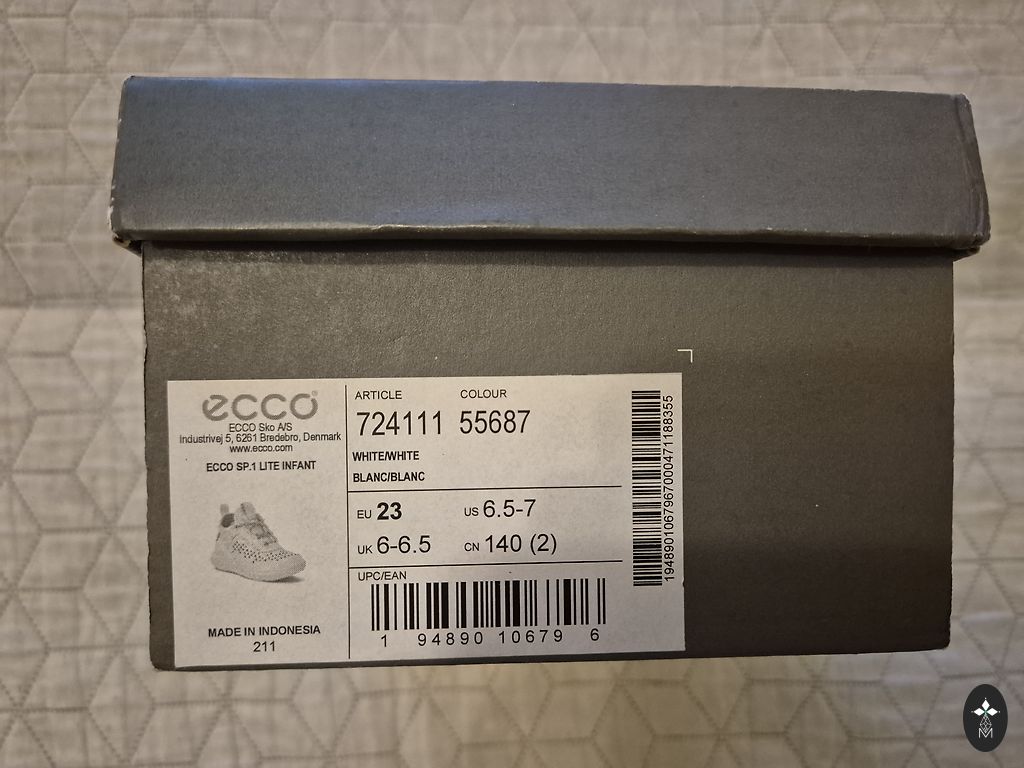 ecco®
ECCO Sko A/S
Industrivej 5, 6261 Bredebro, Denmark
www.ecco.com
ECCO SP.1 LITE INFANT
MADE IN INDONESIA
211
ARTICLE COLOUR
724111 55687
WHITE/WHITE
BLANC/BLANC
EU 23 US 6.5-7
UK 6-6.5 CN 140 (2)
UPC/EAN
1 94890 10679 6
194890106796700047118835​5
M